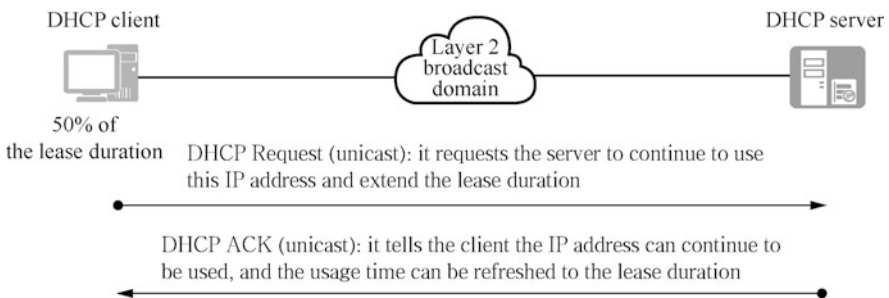 DHCP client
DHCP server
Layer 2
broadcast
domain
50% of
the lease duration
DHCP Request (unicast): it requests the server to continue to use
this IP address and extend the lease duration
DHCP ACK (unicast): it tells the client the IP address can continue to
be used, and the usage time can be refreshed to the lease duration